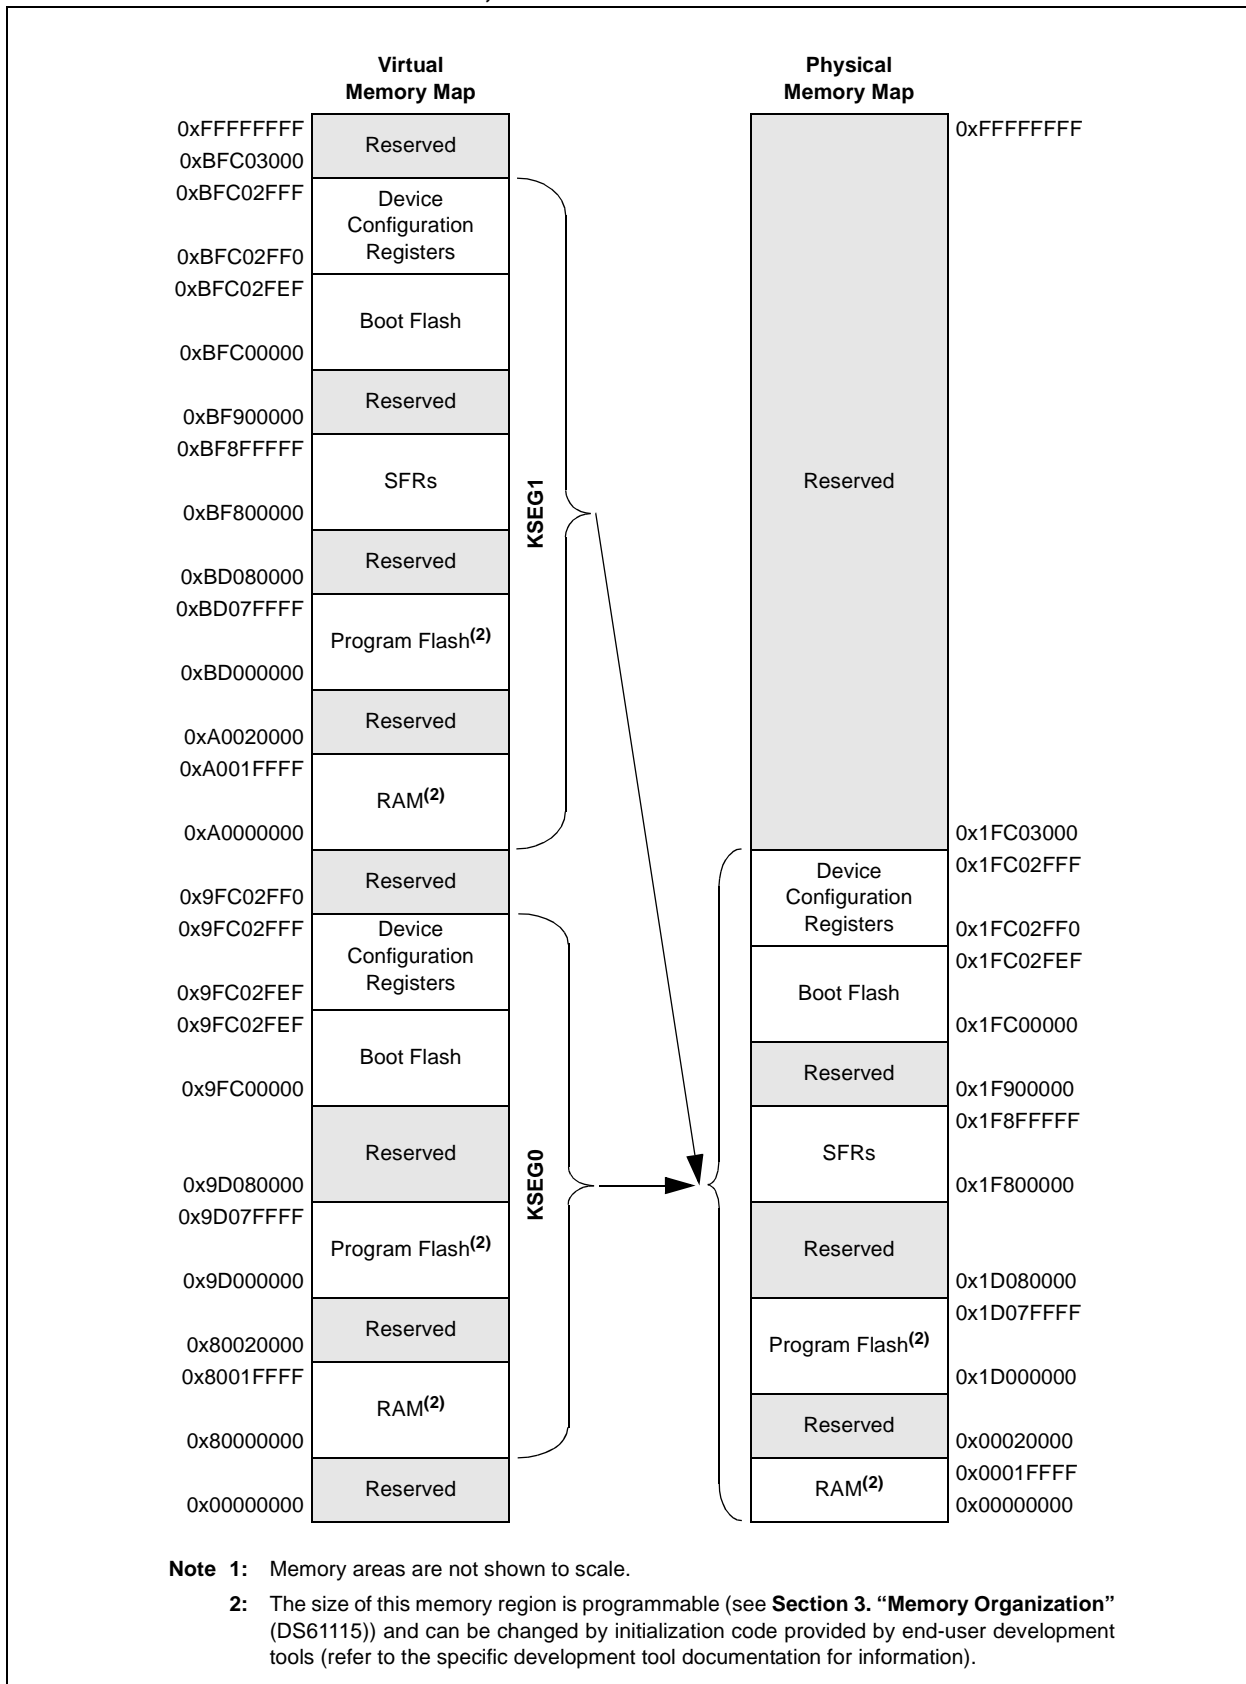 Virtual
Memory Map
0xFFFFFFFF
Reserved
0xBFC03000
0xBFC02FFF
Device
Configuration
Registers
0xBFC02FF0
0xBFC02FEF
Boot Flash
0xBFC00000
Reserved
0xBF900000
0xBF8FFFFF
SFRs
0xBF800000
Reserved
0xBD080000
0xBD07FFFF
Program Flash(2)
0xBD000000
Reserved
0xA0020000
0xA001FFFF
RAM(2)
0xA0000000
KSEG1
Reserved
0x9FC02FF0
0x9FC02FFF
Device
Configuration
Registers
0x9FC02FEF
0x9FC02FEF
Boot Flash
0x9FC00000
Reserved
0x9D080000
0x9D07FFFF
Program Flash(2)
0x9D000000
Reserved
0x80020000
0x8001FFFF
RAM(2)
0x80000000
KSEG0
Reserved
0x00000000
Physical
Memory Map
0xFFFFFFFF
Reserved
0x1FC03000
0x1FC02FFF
Device
Configuration
Registers
0x1FC02FF0
0x1FC02FEF
Boot Flash
0x1FC00000
Reserved
0x1F900000
0x1F8FFFFF
SFRs
0x1F800000
Reserved
0x1D080000
0x1D07FFFF
Program Flash(2)
0x1D000000
Reserved
0x00020000
0x0001FFFF
RAM(2)
0x00000000
Note 1: Memory areas are not shown to scale.
2: The size of this memory region is programmable (see Section 3. “Memory Organization”
(DS61115)) and can be changed by initialization code provided by end-user development
tools (refer to the specific development tool documentation for information).